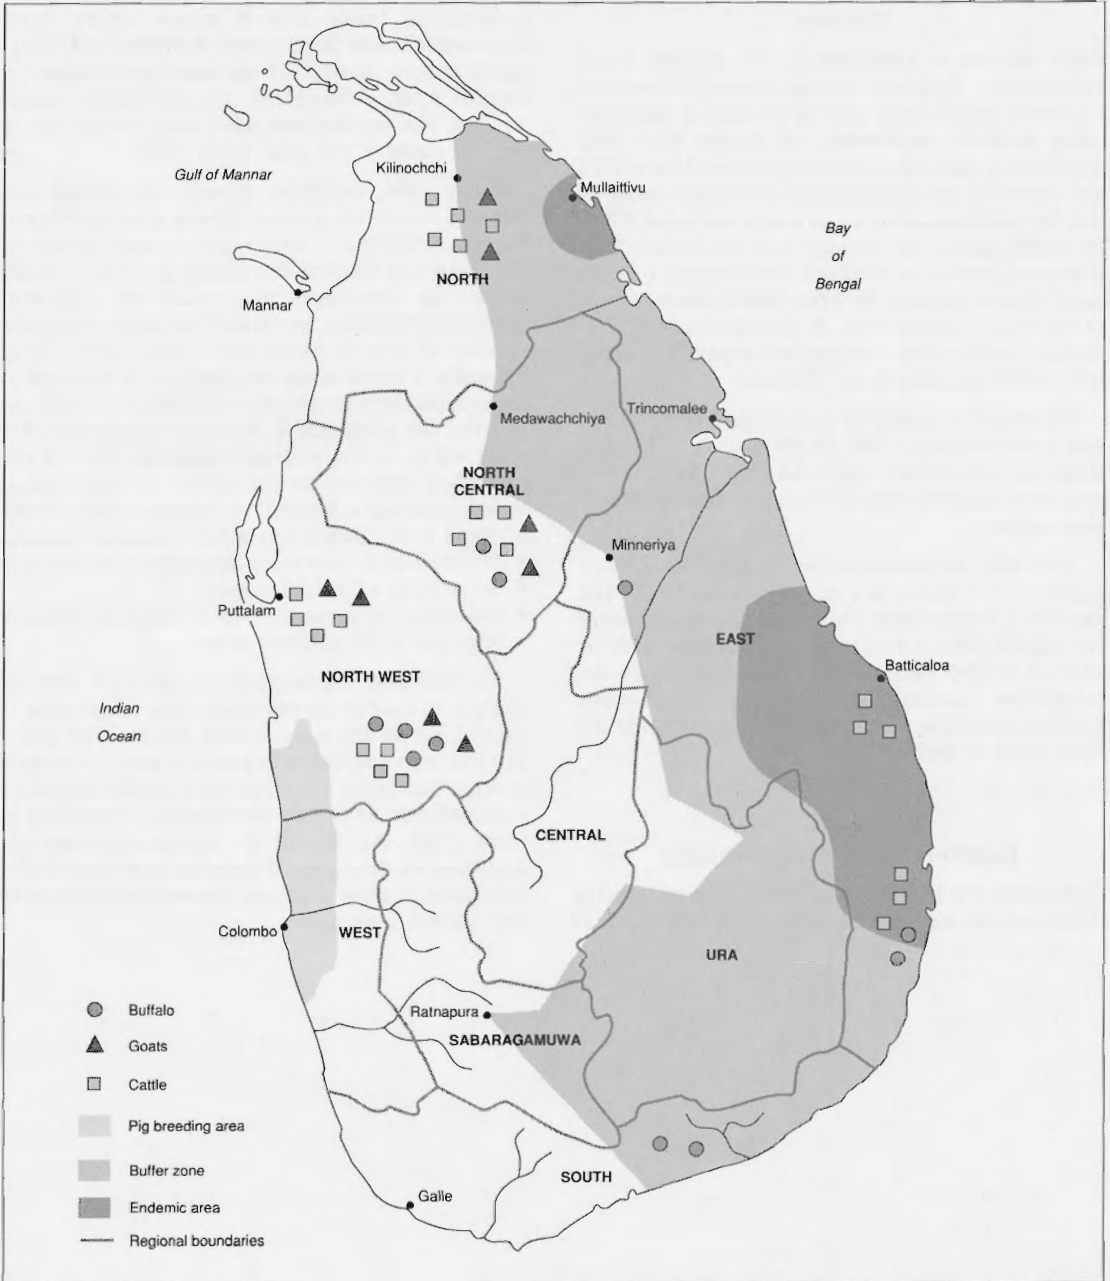 Kilinochchi
Gulf of Mannar
Mullaittivu
Bay
of
Bengal
NORTH
Mannar
Medawachchiya
Trincomalee
NORTH
CENTRAL
Minneriya
Puttalam
EAST
Batticaloa
NORTH WEST
Indian
Ocean
CENTRAL
Colombo
WEST
URA
Ratnapura
SABARAGAMUWA
Buffalo
Goats
Cattle
Pig breeding area
Buffer zone
SOUTH
Galle
Endemic area
Regional boundaries